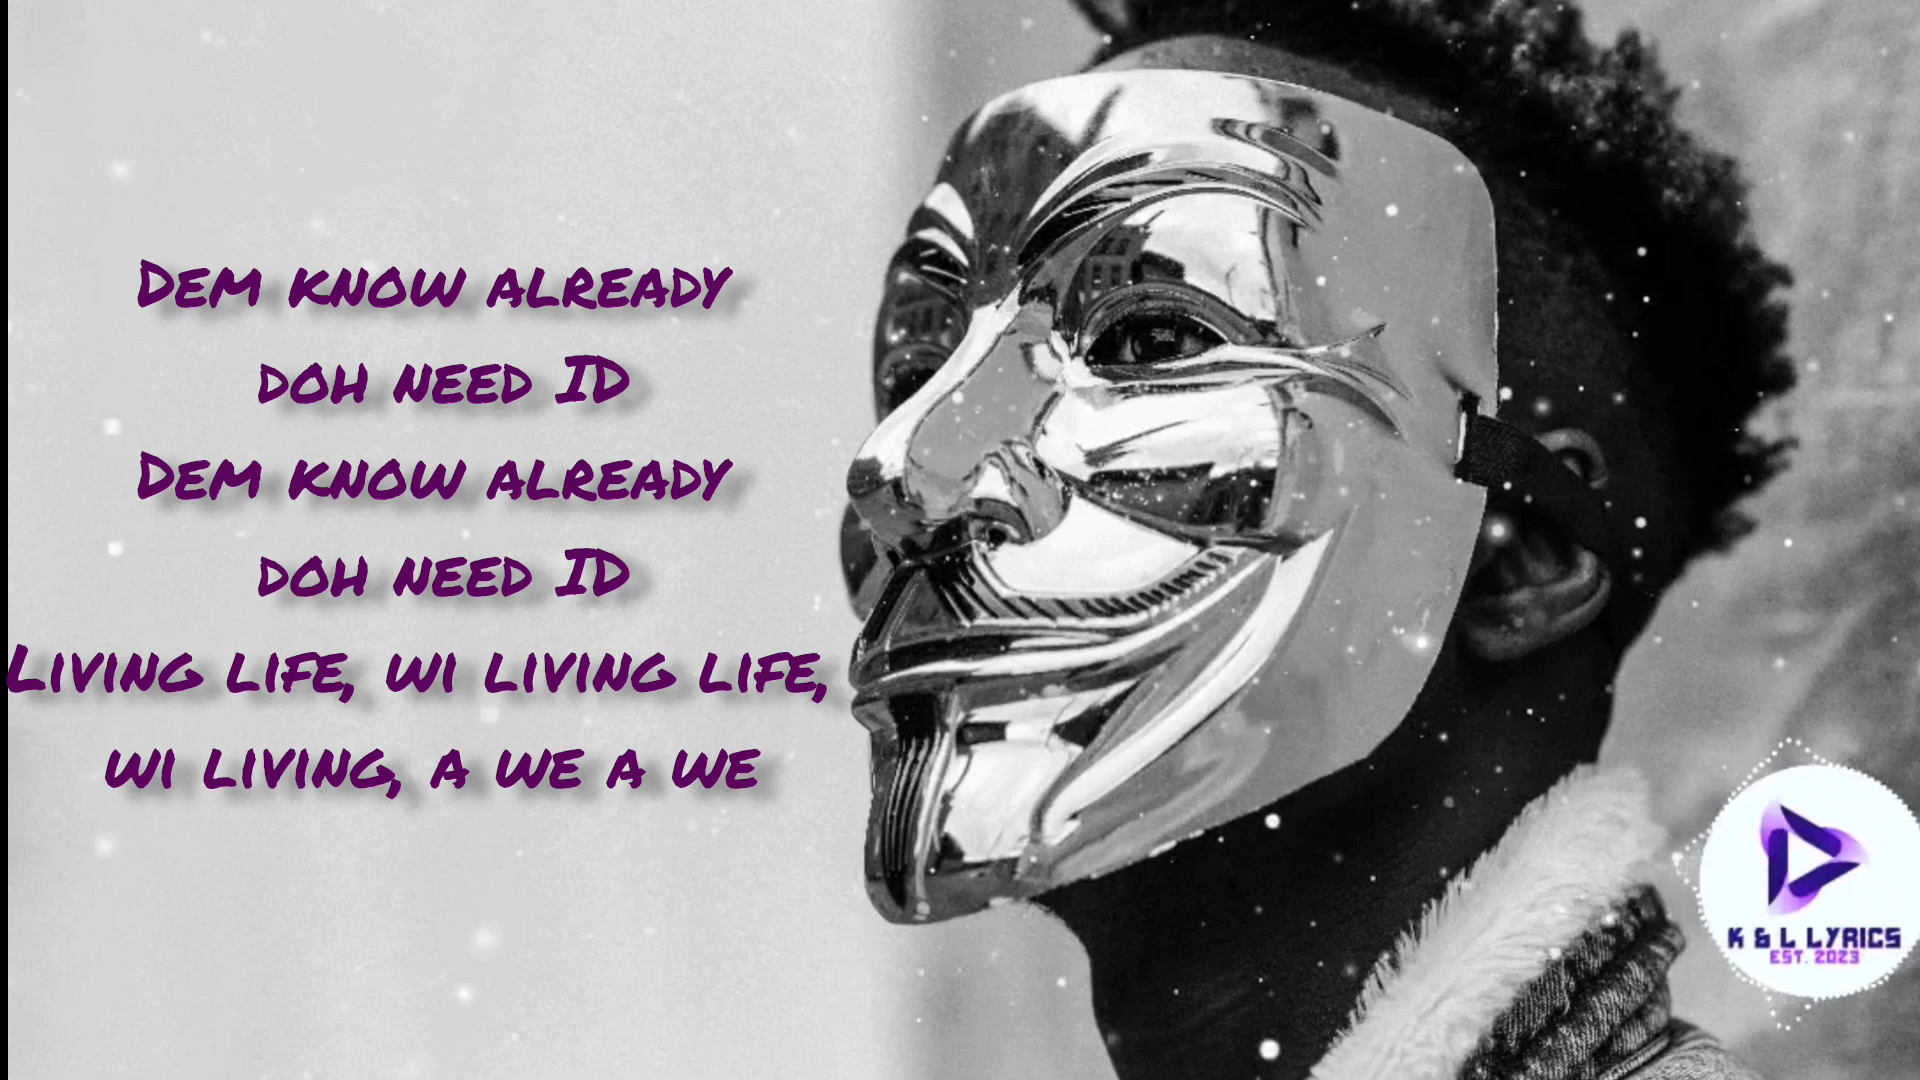 Dem know already
doh need ID
Dem know already
doh need ID
Living life, wi living life,
wi living, a we a we
K & L LYRICS
EST. 2023